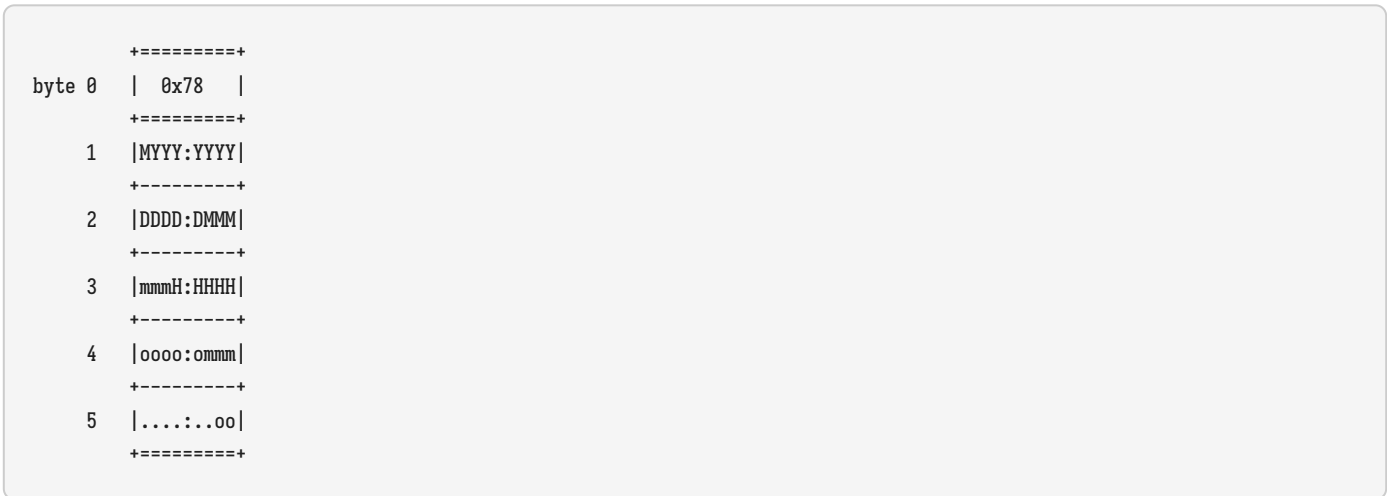 +=========+
byte 0 | 0x78 |
+=========+
1 |MYYY:YYYY|
+---------+
2 |DDDD:DMMM|
+---------+
3 |mmmH:HHHH|
+---------+
4 |oooo:ommm|
+---------+
5 |....:..oo|
+=========+